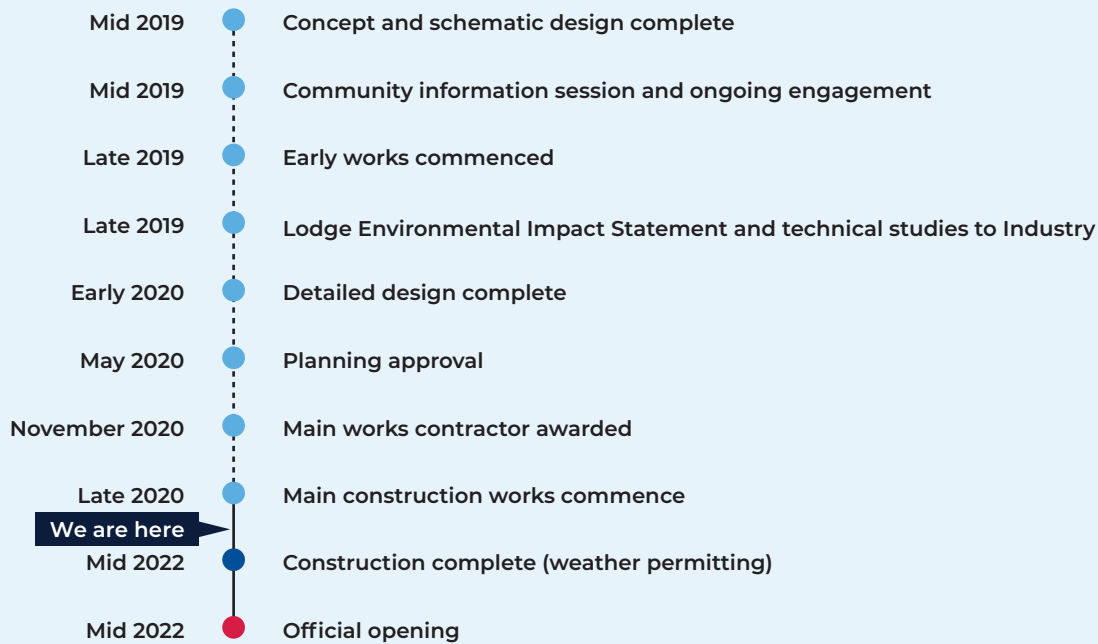 Mid 2019 Concept and schematic design complete
Mid 2019 Community information session and ongoing engagement
Late 2019 Early works commenced
Late 2019 Lodge Environmental Impact Statement and technical studies to Industry
Early 2020 Detailed design complete
May 2020 Planning approval
November 2020 Main works contractor awarded
Late 2020 Main construction works commence
We are here
Mid 2022 Construction complete (weather permitting)
Mid 2022 Official opening